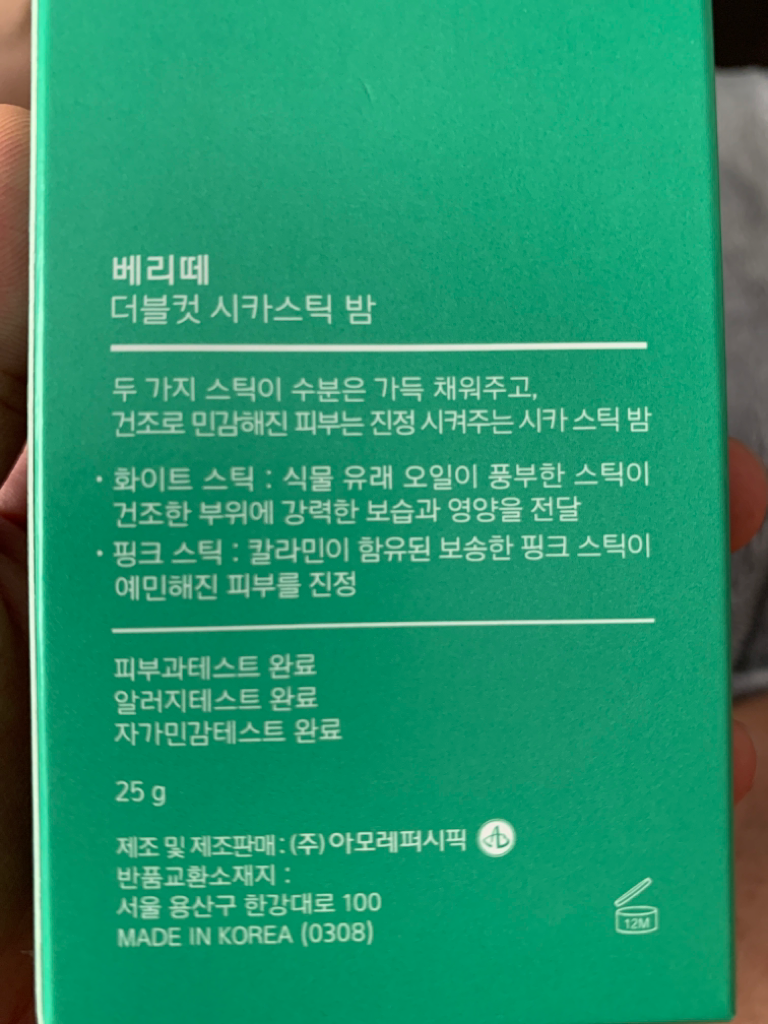 베리떼
더블컷 시카스틱 밤
두 가지 스틱이 수분은 가득 채워주고,
건조로 민감해진 피부는 진정 시켜주는 시카 스틱 밤
• 화이트 스틱 : 식물 유래 오일이 풍부한 스틱이
건조한 부위에 강력한 보습과 영양을 전달
• 핑크 스틱 : 칼라민이 함유된 보송한 핑크 스틱이
예민해진 피부를 진정
피부과테스트 완료
알러지테스트 완료
자가민감테스트 완료
25 g
제조 및 제조판매 : (주)아모레퍼시픽
반품교환소재지 :
서울 용산구 한강대로 100
MADE IN KOREA (0308)
12M